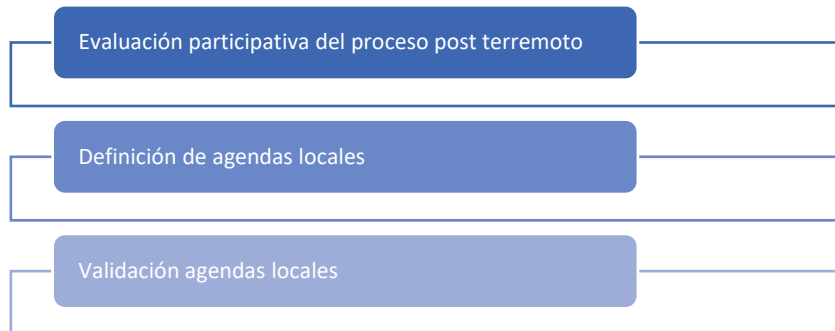 Evaluación participativa del proceso post terremoto
Definición de agendas locales
Validación agendas locales